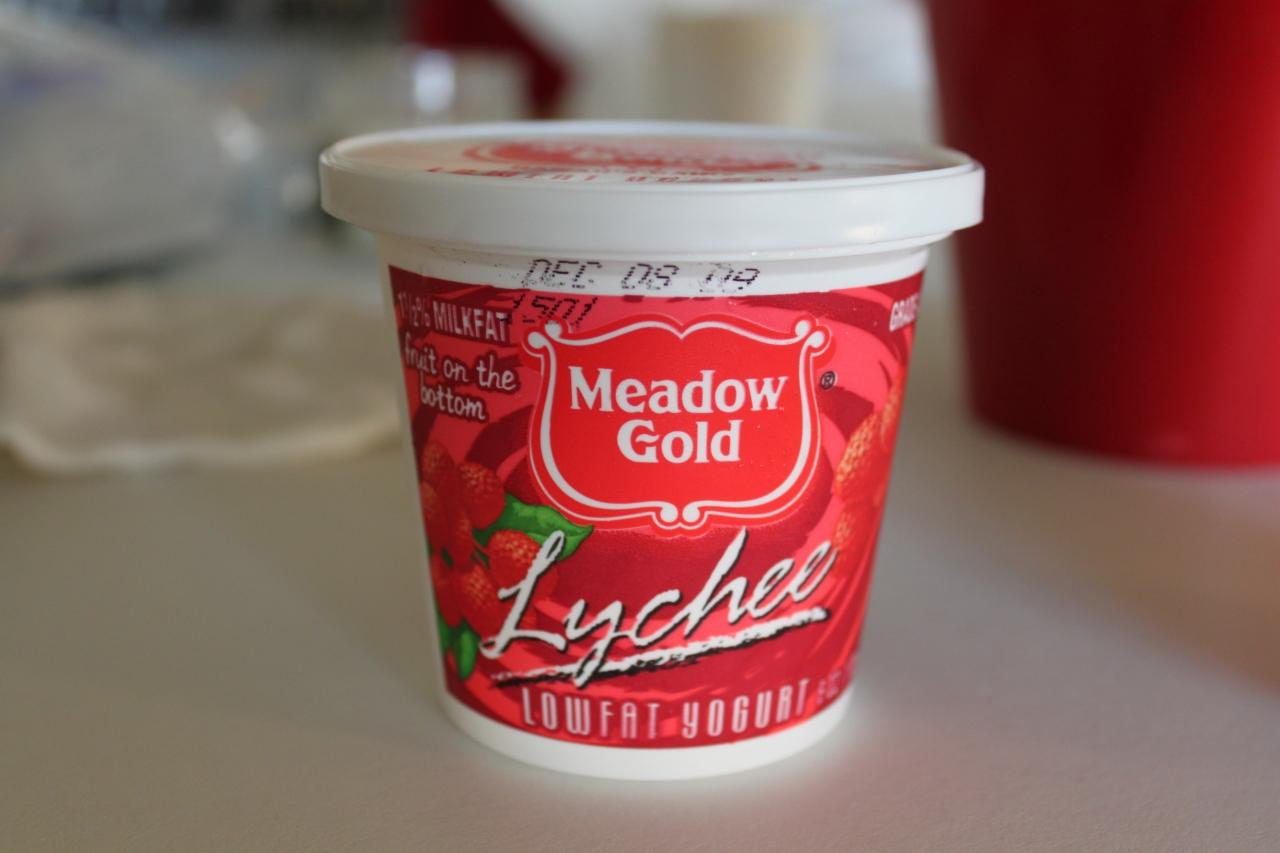 DEC 08 09
1501
1 1/2% MILKFAT
fruit on the
bottom
Meadow
Gold
®
Lychee
LOWFAT YOGURT